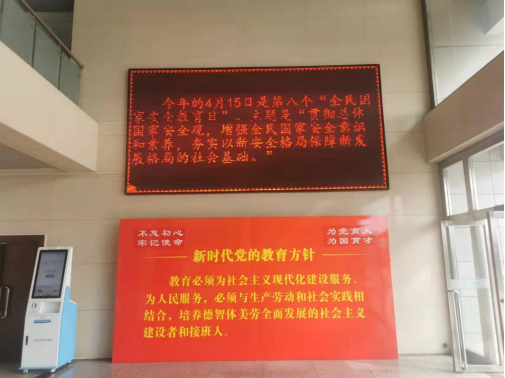 今年的4月15日是第八个“全民国
家安全教育日”。主题是“贯彻总体
国家安全观，增强全民国家安全意识
和素养，夯实以新安全格局保障新发
展格局的社会基础。”
不忘初心
牢记使命
为党育人
为国育才
新时代党的教育方针
教育必须为社会主义现代化建设服务、
为人民服务，必须与生产劳动和社会实践相
结合，培养德智体美劳全面发展的社会主义
建设者和接班人。